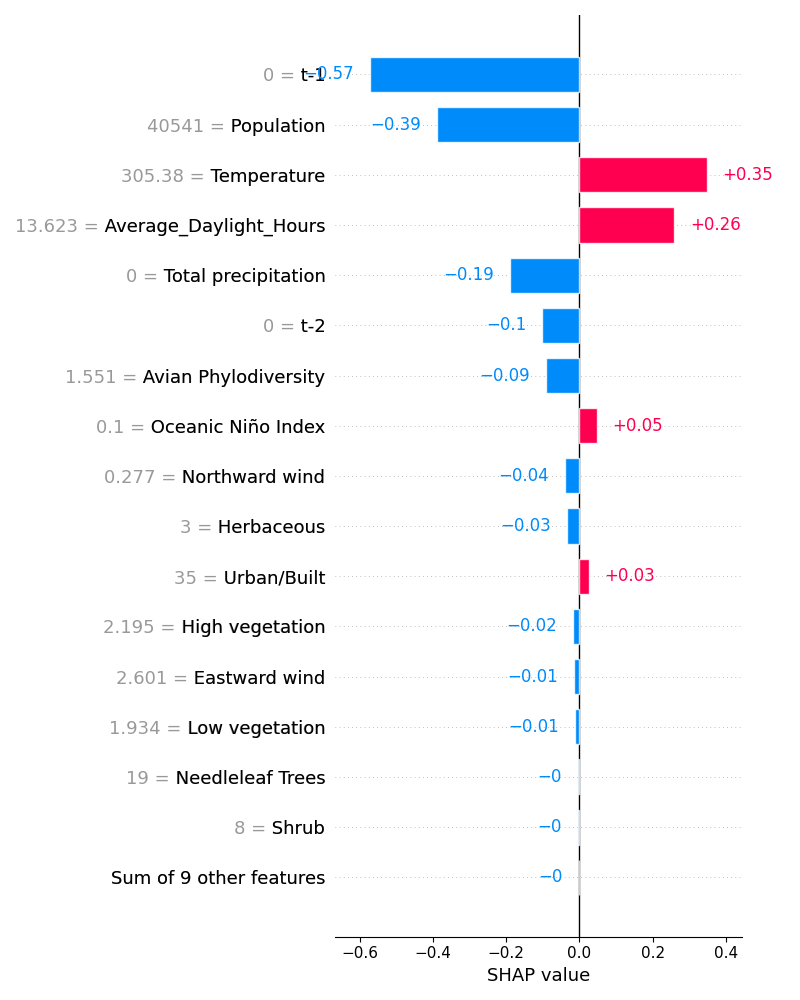 0 = t-1 −0.57
40541 = Population −0.39
305.38 = Temperature +0.35
13.623 = Average_Daylight_Hours +0.26
0 = Total precipitation −0.19
0 = t-2 −0.1
1.551 = Avian Phylodiversity −0.09
0.1 = Oceanic Niño Index +0.05
0.277 = Northward wind −0.04
3 = Herbaceous −0.03
35 = Urban/Built +0.03
2.195 = High vegetation −0.02
2.601 = Eastward wind −0.01
1.934 = Low vegetation −0.01
19 = Needleleaf Trees −0
8 = Shrub −0
Sum of 9 other features −0
−0.6 −0.4 −0.2 0.0 0.2 0.4
SHAP value